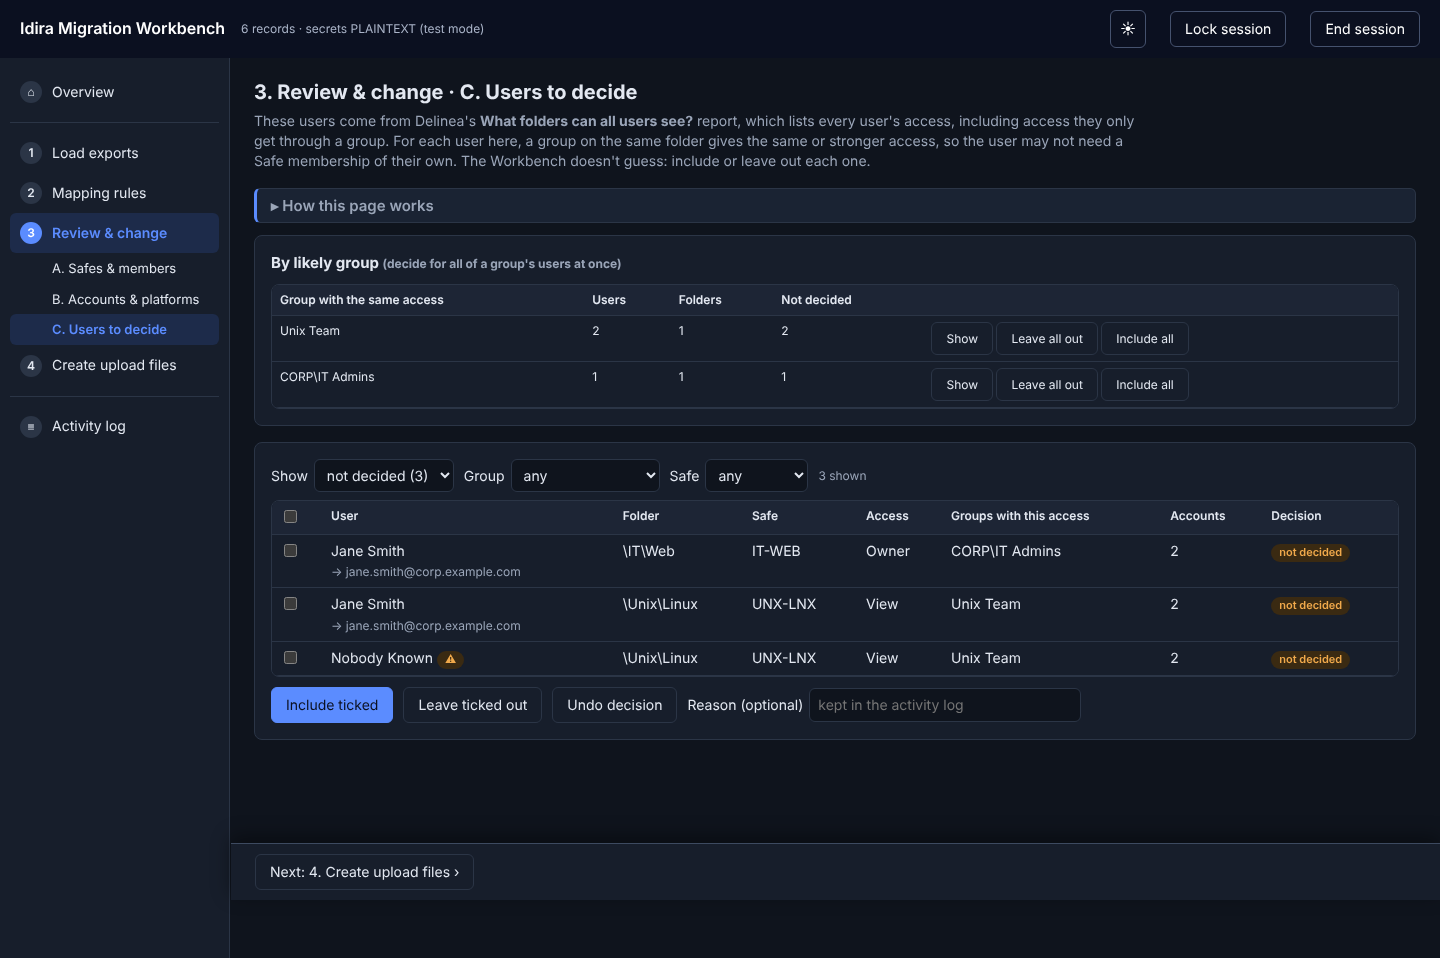 Idira Migration Workbench
6 records · secrets PLAINTEXT (test mode)
☀
Lock session
End session
⌂ Overview
1 Load exports
2 Mapping rules
3 Review & change
A. Safes & members
B. Accounts & platforms
C. Users to decide
4 Create upload files
≡ Activity log
3. Review & change · C. Users to decide
These users come from Delinea's What folders can all users see? report, which lists every user's access, including access they only
get through a group. For each user here, a group on the same folder gives the same or stronger access, so the user may not need a
Safe membership of their own. The Workbench doesn't guess: include or leave out each one.
▸ How this page works
By likely group (decide for all of a group's users at once)
Group with the same access Users Folders Not decided
Unix Team 2 1 2 Show Leave all out Include all
CORP\IT Admins 1 1 1 Show Leave all out Include all
Show not decided (3) Group any Safe any 3 shown
User Folder Safe Access Groups with this access Accounts Decision
Jane Smith \IT\Web IT-WEB Owner CORP\IT Admins 2 not decided
→ jane.smith@corp.example.com
Jane Smith \Unix\Linux UNX-LNX View Unix Team 2 not decided
→ jane.smith@corp.example.com
Nobody Known ⚠ \Unix\Linux UNX-LNX View Unix Team 2 not decided
Include ticked Leave ticked out Undo decision Reason (optional) kept in the activity log
Next: 4. Create upload files ›